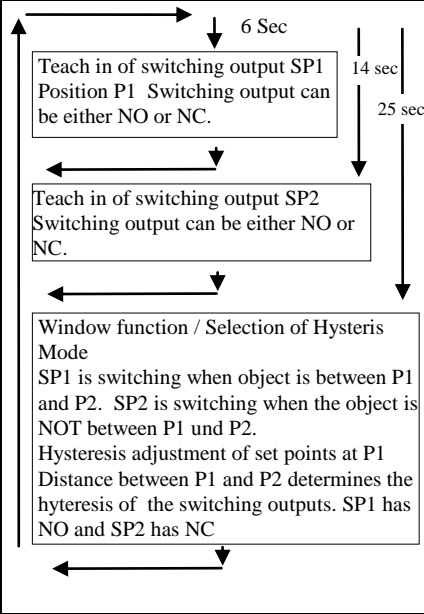 6 Sec
Teach in of switching output SP1
Position P1  Switching output can
be either NO or NC.
14 sec
25 sec
Teach in of switching output SP2
Switching output can be either NO or
NC.
Window function / Selection of Hysteris
Mode
SP1 is switching when object is between P1
and P2.  SP2 is switching when the object is
NOT between P1 und P2.
Hysteresis adjustment of set points at P1
Distance between P1 and P2 determines the
hyteresis of  the switching outputs. SP1 has
NO and SP2 has NC